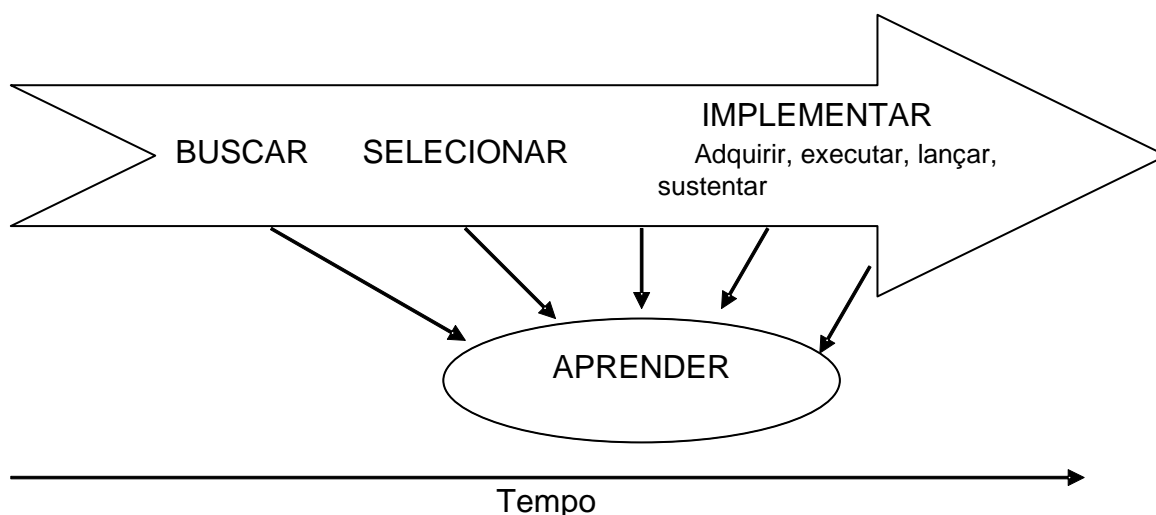 IMPLEMENTAR
BUSCAR SELECIONAR
Adquirir, executar, lançar,
sustentar
APRENDER
Tempo